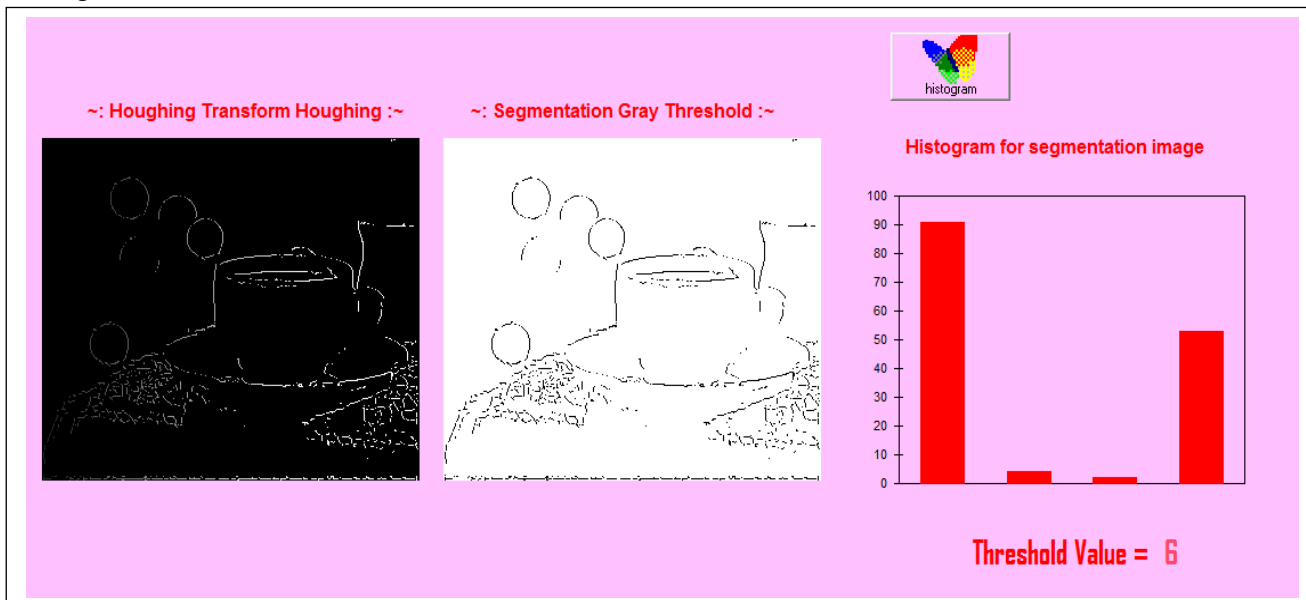 histogram
~: Houghing Transform Houghing :~
~: Segmentation Gray Threshold :~
Histogram for segmentation image
100
90
80
70
60
50
40
30
20
10
0
Threshold Value = 6